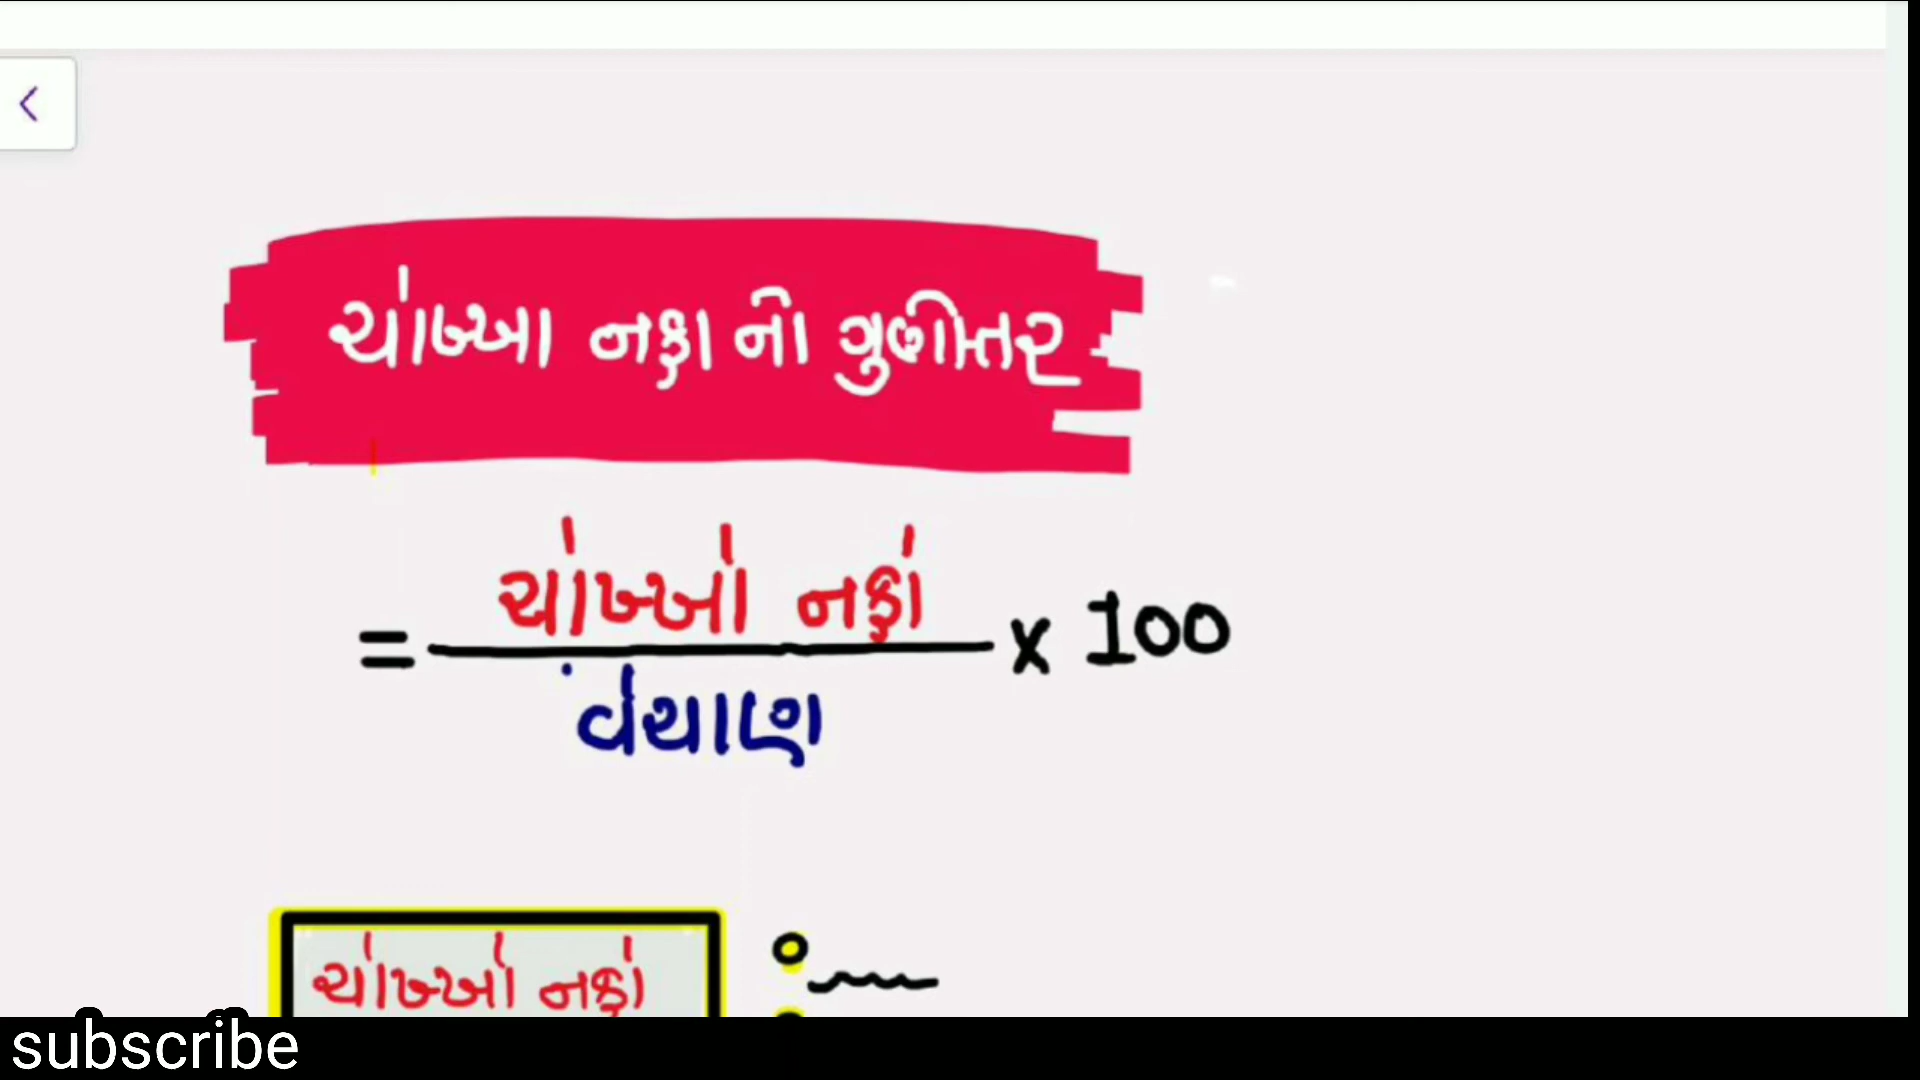 ચોખ્ખા નફા નો ગુણોત્તર
= ચોખ્ખો નફો
x 100
વેચાણ
ચોખ્ખો નફો
subscribe